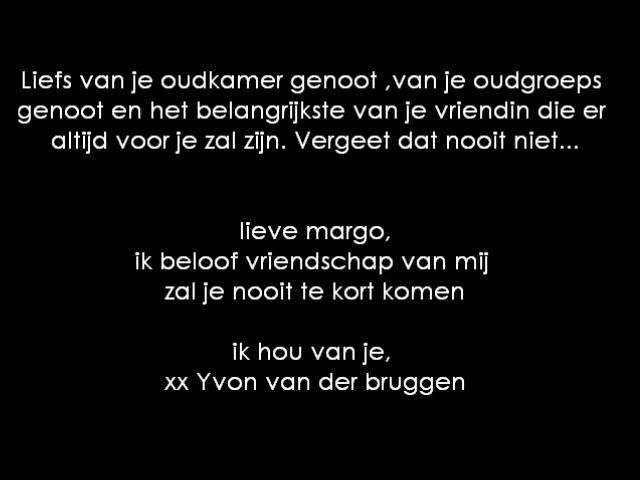 Liefs van je oudkamer genoot ,van je oudgroeps
genoot en het belangrijkste van je vriendin die er
altijd voor je zal zijn. Vergeet dat nooit niet...
lieve margo,
ik beloof vriendschap van mij
zal je nooit te kort komen
ik hou van je,
xx Yvon van der bruggen